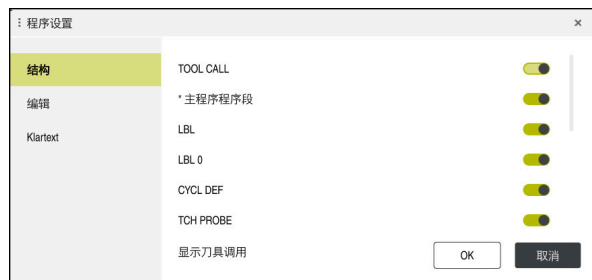 程序设置
结构
编辑
Klartext
TOOL CALL
* 主程序程序段
LBL
LBL 0
CYCL DEF
TCH PROBE
显示刀具调用
OK
取消